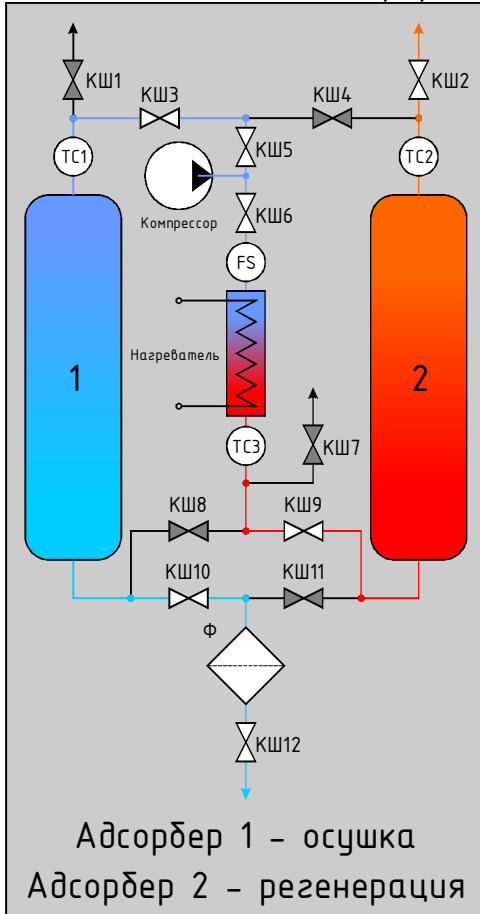 КШ1
КШ2
КШ3
КШ4
ТС1
КШ5
ТС2
Компрессор
КШ6
FS
1
Нагреватель
2
ТС3
КШ7
КШ8
КШ9
КШ10
КШ11
Ф
КШ12
Адсорбер 1 - осушка
Адсорбер 2 - регенерация